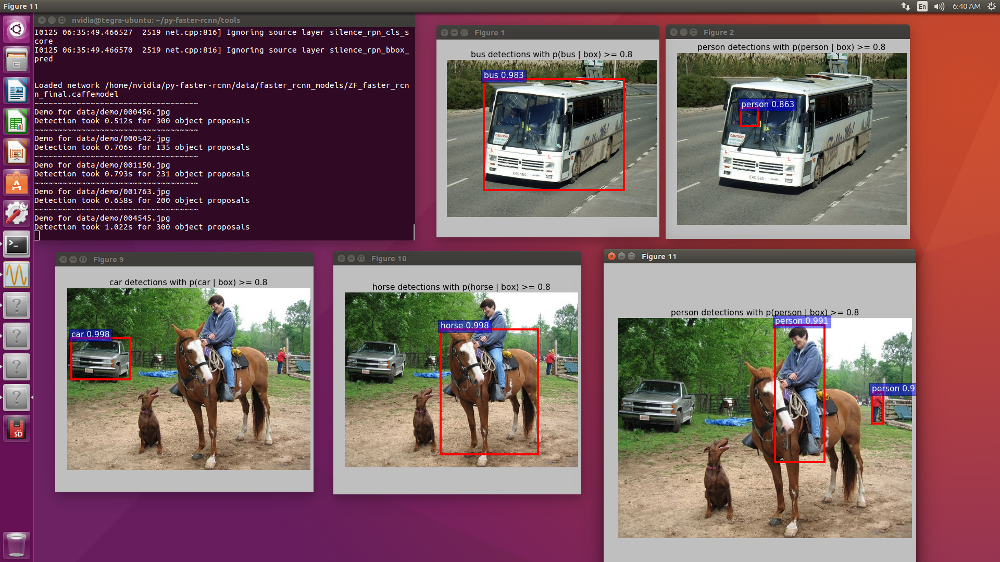 Figure 11
En
6:40 AM
nvidia@tegra-ubuntu: ~/py-faster-rcnn/tools
I0125 06:35:49.466527  2519 net.cpp:816] Ignoring source layer silence_rpn_cls_s
core
I0125 06:35:49.466570  2519 net.cpp:816] Ignoring source layer silence_rpn_bbox_
pred
Loaded network /home/nvidia/py-faster-rcnn/data/faster_rcnn_models/ZF_faster_rcn
n_final.caffemodel
~~~~~~~~~~~~~~~~~~~~~~~~~~~~~~~~~~~
Demo for data/demo/000456.jpg
Detection took 0.512s for 300 object proposals
~~~~~~~~~~~~~~~~~~~~~~~~~~~~~~~~~~~
Demo for data/demo/000542.jpg
Detection took 0.706s for 135 object proposals
~~~~~~~~~~~~~~~~~~~~~~~~~~~~~~~~~~~
Demo for data/demo/001150.jpg
Detection took 0.793s for 231 object proposals
~~~~~~~~~~~~~~~~~~~~~~~~~~~~~~~~~~~
Demo for data/demo/001763.jpg
Detection took 0.658s for 200 object proposals
~~~~~~~~~~~~~~~~~~~~~~~~~~~~~~~~~~~
Demo for data/demo/004545.jpg
Detection took 1.022s for 300 object proposals
Figure 1
bus detections with p(bus | box) >= 0.8
bus 0.983
CAUTION
L
L
E40 SBO
Figure 2
person detections with p(person | box) >= 0.8
person 0.863
CAUTION
L
L
E40 SBO
Figure 9
car detections with p(car | box) >= 0.8
car 0.998
Figure 10
horse detections with p(horse | box) >= 0.8
horse 0.998
Figure 11
person detections with p(person | box) >= 0.8
person 0.991
person 0.9
SD